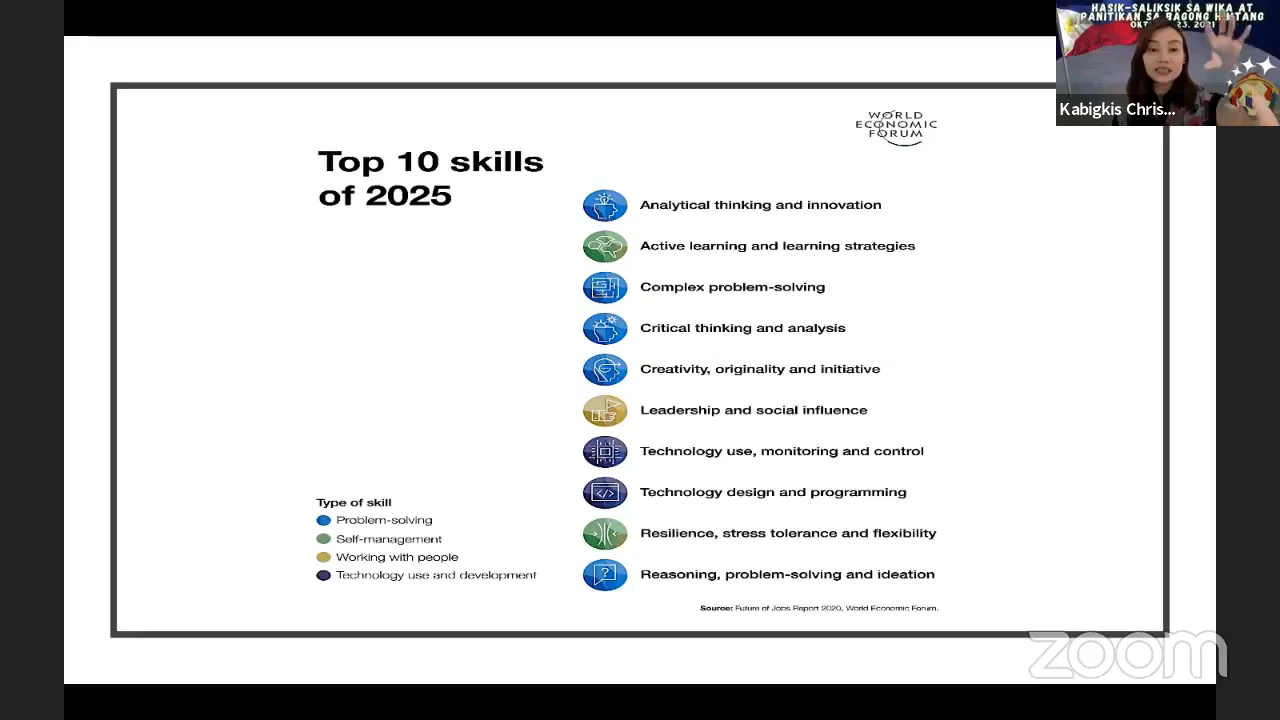 HASIK-SALIKSIK SA WIKA AT
PANITIKAN SA BAGONG
23, 2021
Kabigkis Chris...
WORLD
ECONOMIC
FORUM
Top 10 skills
of 2025
Analytical thinking and innovation
Active learning and learning strategies
Complex problem-solving
Critical thinking and analysis
Creativity, originality and initiative
Leadership and social influence
Technology use, monitoring and control
Technology design and programming
Resilience, stress tolerance and flexibility
Reasoning, problem-solving and ideation
Type of skill
Problem-solving
Self-management
Working with people
Technology use and development
Source: Future of Jobs Report 2020, World Economic Forum.
zoom